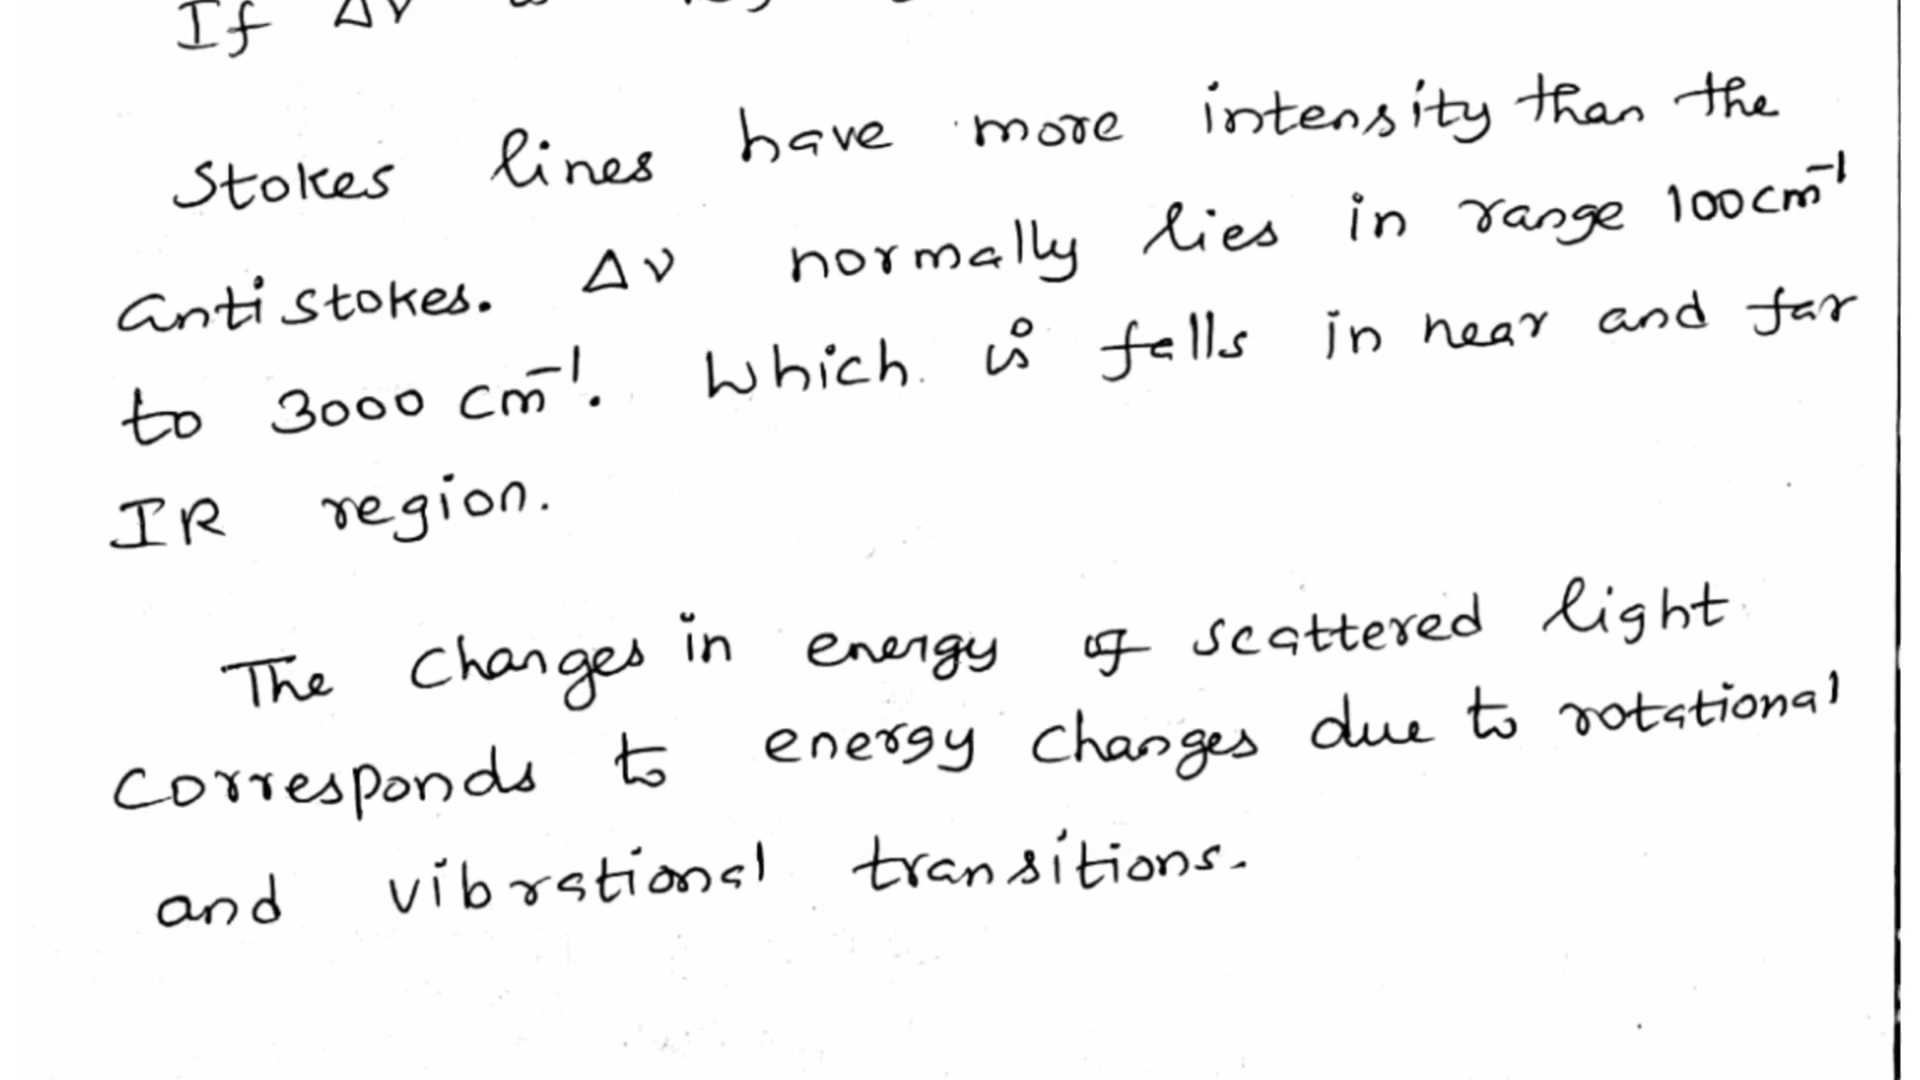 If Δν
Stokes lines have more intensity than the
antistokes. Δν normally lies in range 100cm⁻¹
to 3000 cm⁻¹. Which is falls in near and far
IR region.
The changes in energy of scattered light
corresponds to energy changes due to rotational
and vibrational transitions.